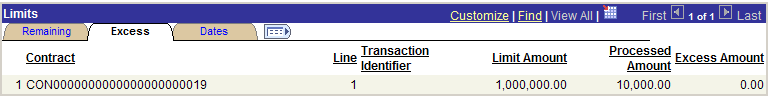 Limits Customize | Find | View All | First 1 of 1 Last
Remaining Excess Dates
Contract Line Transaction Identifier Limit Amount Processed Amount Excess Amount
1 CON0000000000000000000019 1 1,000,000.00 10,000.00 0.00